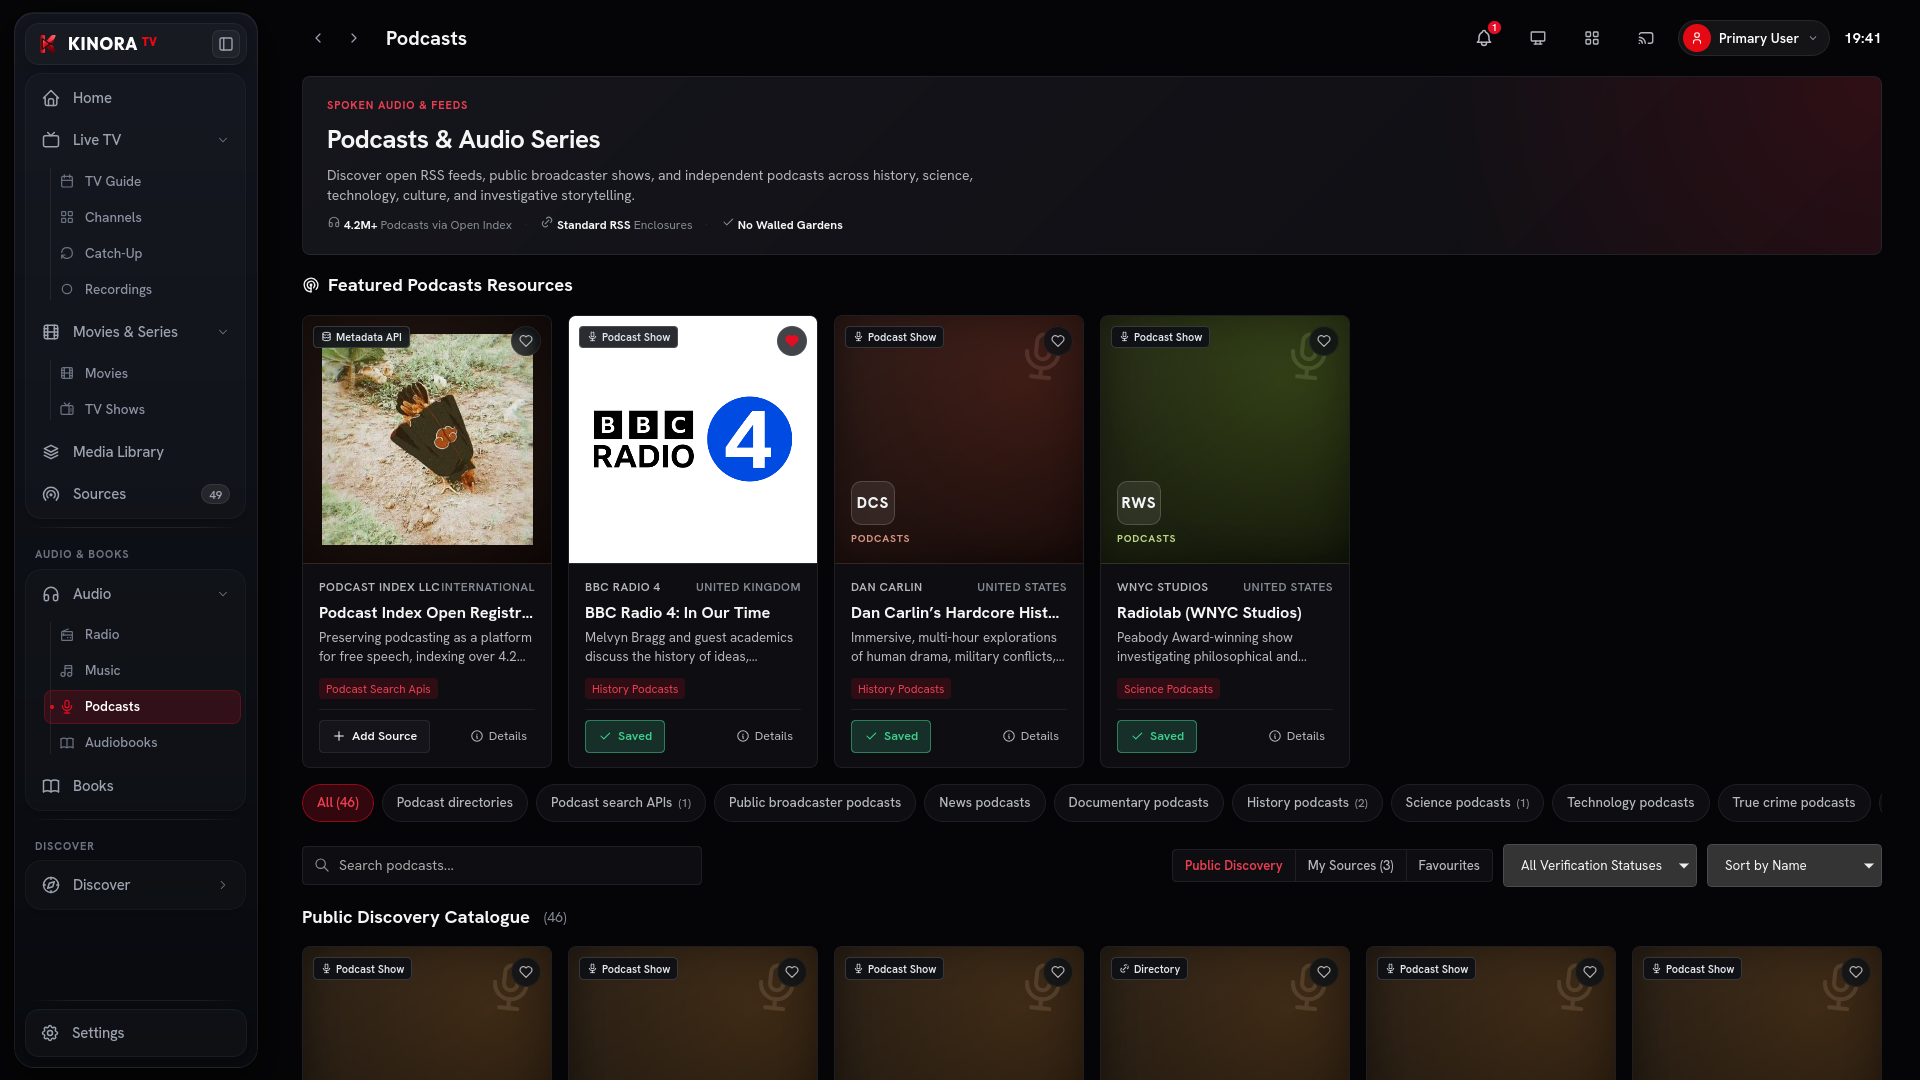 KINORA TV
Home
Live TV
TV Guide
Channels
Catch-Up
Recordings
Movies & Series
Movies
TV Shows
Media Library
Sources
49
AUDIO & BOOKS
Audio
Radio
Music
Podcasts
Audiobooks
Books
DISCOVER
Discover
Settings
Podcasts
1
Primary User
19:41
SPOKEN AUDIO & FEEDS
Podcasts & Audio Series
Discover open RSS feeds, public broadcaster shows, and independent podcasts across history, science,
technology, culture, and investigative storytelling.
4.2M+ Podcasts via Open Index · Standard RSS Enclosures · No Walled Gardens
Featured Podcasts Resources
Metadata API
PODCAST INDEX LLC INTERNATIONAL
Podcast Index Open Registr...
Preserving podcasting as a platform
for free speech, indexing over 4.2...
Podcast Search Apis
Add Source
Details
Podcast Show
BBC
RADIO 4
BBC RADIO 4 UNITED KINGDOM
BBC Radio 4: In Our Time
Melvyn Bragg and guest academics
discuss the history of ideas,...
History Podcasts
Saved
Details
Podcast Show
DCS
PODCASTS
DAN CARLIN UNITED STATES
Dan Carlin’s Hardcore Hist...
Immersive, multi-hour explorations
of human drama, military conflicts,...
History Podcasts
Saved
Details
Podcast Show
RWS
PODCASTS
WNYC STUDIOS UNITED STATES
Radiolab (WNYC Studios)
Peabody Award-winning show
investigating philosophical and...
Science Podcasts
Saved
Details
All (46)
Podcast directories
Podcast search APIs (1)
Public broadcaster podcasts
News podcasts
Documentary podcasts
History podcasts (2)
Science podcasts (1)
Technology podcasts
True crime podcasts
Search podcasts...
Public Discovery
My Sources (3)
Favourites
All Verification Statuses
Sort by Name
Public Discovery Catalogue (46)
Podcast Show
Podcast Show
Podcast Show
Directory
Podcast Show
Podcast Show